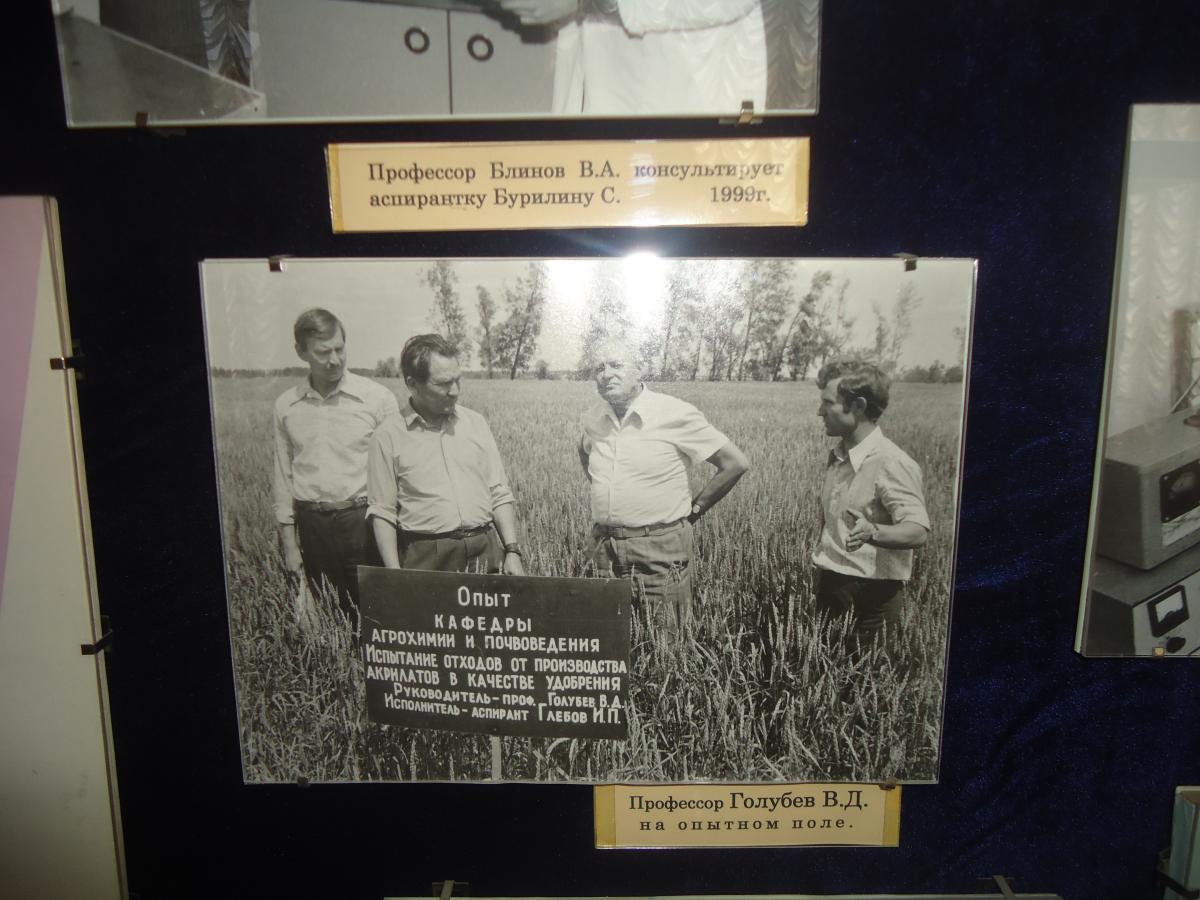 Профессор Блинов В.А. консультирует
аспирантку Бурилину С. 1999г.
Опыт
КАФЕДРЫ
АГРОХИМИИ И ПОЧВОВЕДЕНИЯ
ИСПЫТАНИЕ ОТХОДОВ ОТ ПРОИЗВОДСТВА
АКРИЛАТОВ В КАЧЕСТВЕ УДОБРЕНИЯ
РУКОВОДИТЕЛЬ – ПРОФ. ГОЛУБЕВ В.Д.
ИСПОЛНИТЕЛЬ – АСПИРАНТ ГЛЕБОВ И.П.
Профессор Голубев В.Д.
на опытном поле.